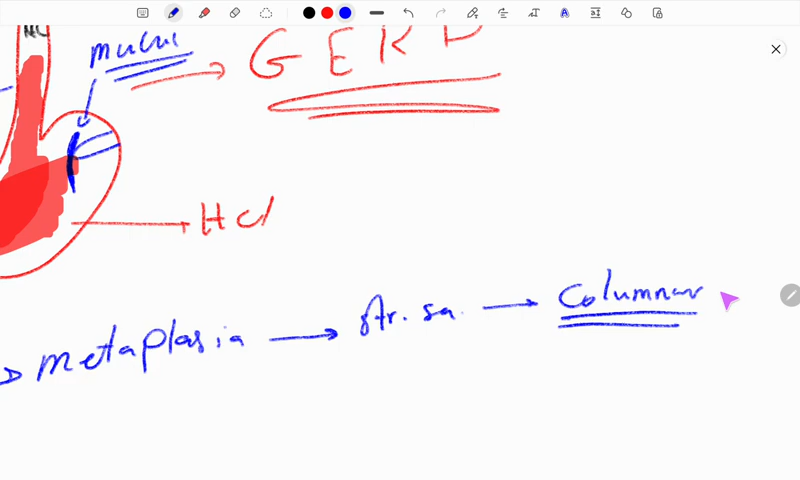 mucus → GERD
HCl
metaplasia → str. sq. → columnar